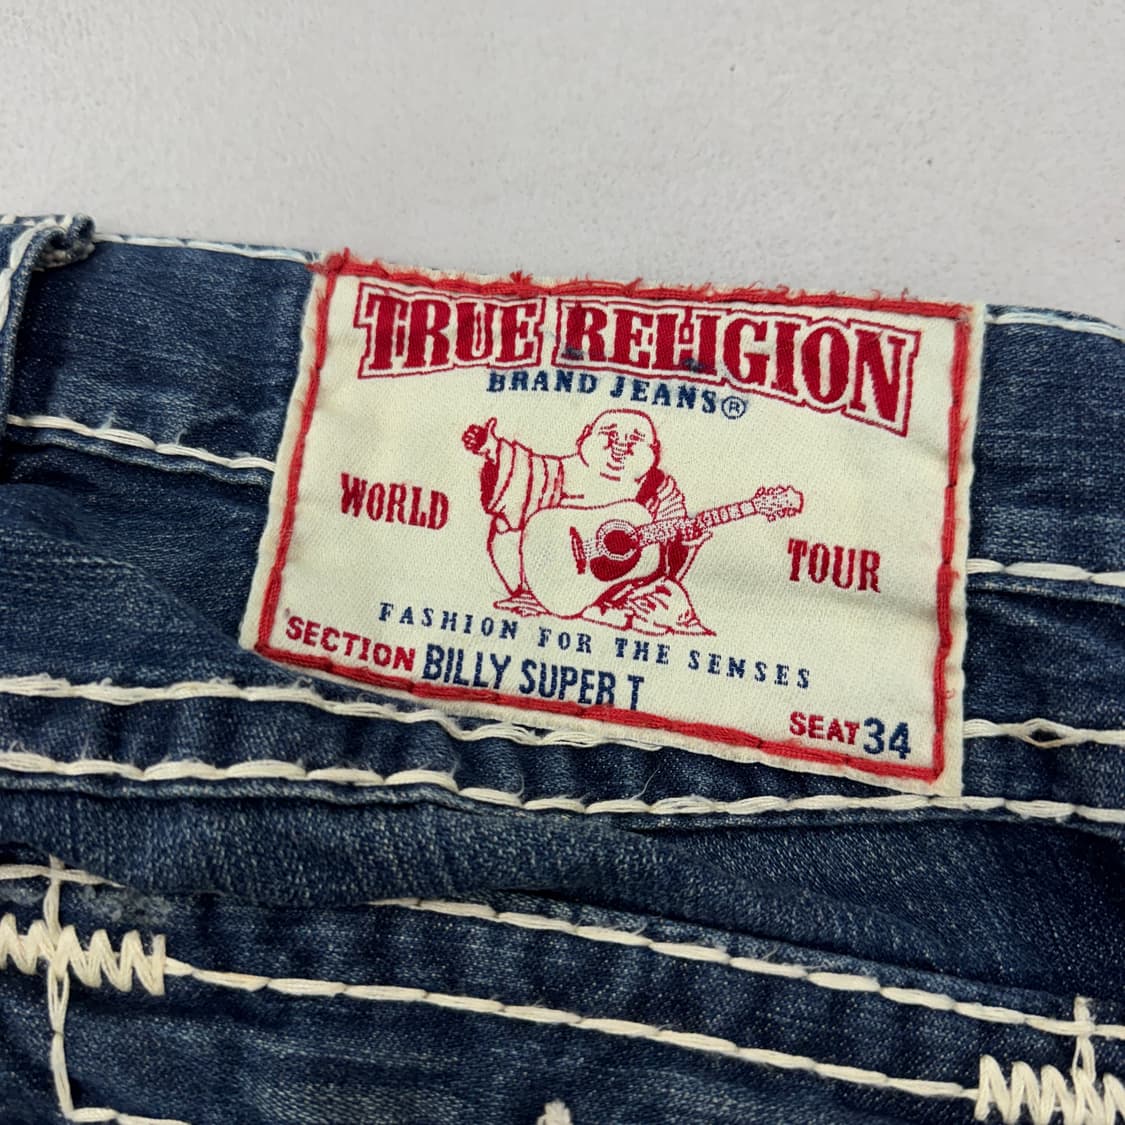 TRUE RELIGION
BRAND JEANS®
WORLD TOUR
FASHION FOR THE SENSES
SECTION BILLY SUPER T
SEAT 34